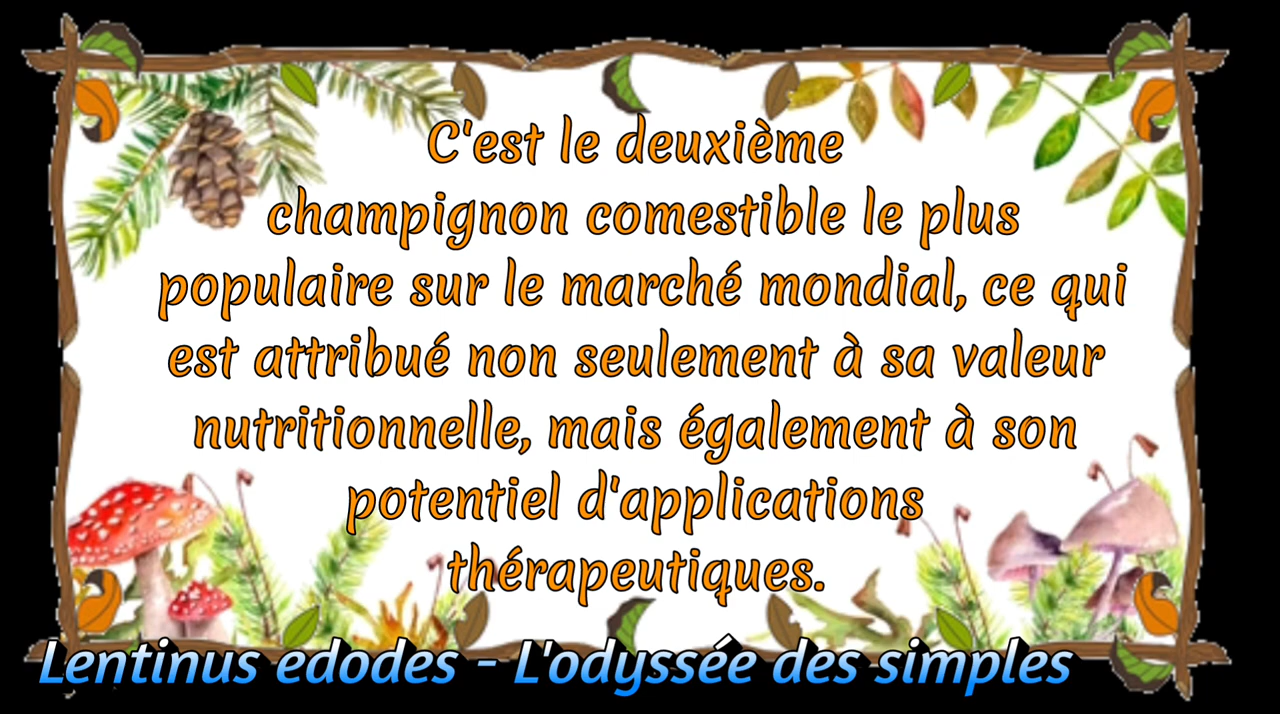 C'est le deuxième
champignon comestible le plus
populaire sur le marché mondial, ce qui
est attribué non seulement à sa valeur
nutritionnelle, mais également à son
potentiel d'applications
thérapeutiques.
Lentinus edodes - L'odyssée des simples